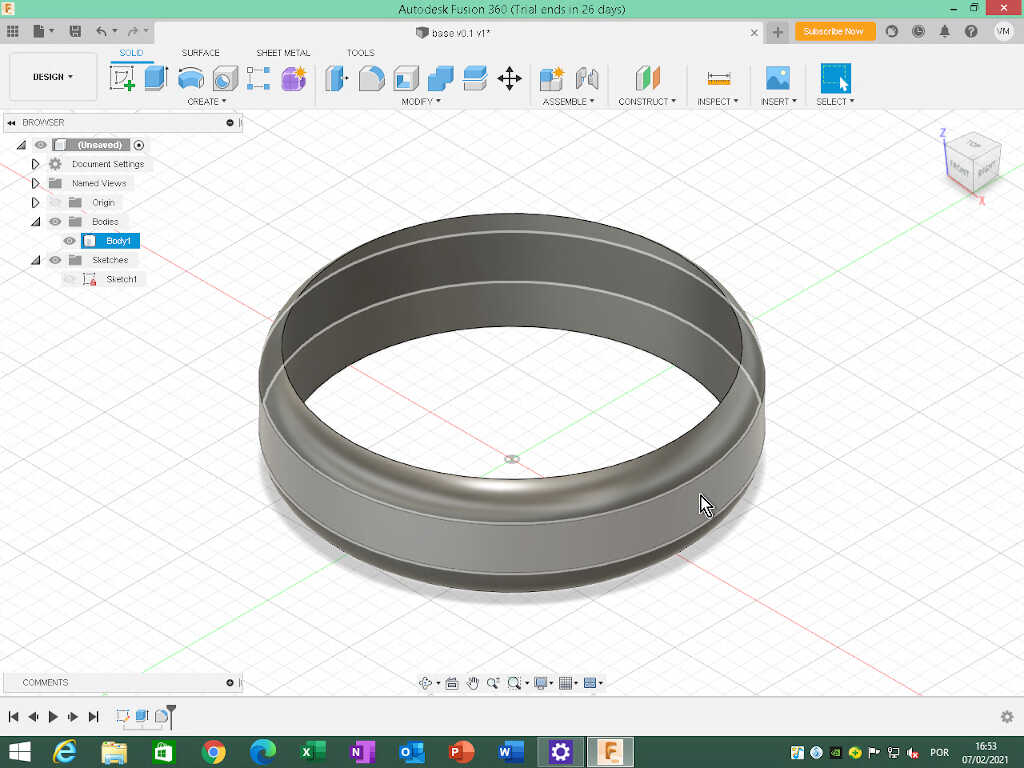 Autodesk Fusion 360 (Trial ends in 26 days)
base v0.1 v1*
Subscribe Now
VM
DESIGN
SOLID
SURFACE
SHEET METAL
TOOLS
CREATE
MODIFY
ASSEMBLE
CONSTRUCT
INSPECT
INSERT
SELECT
BROWSER
(Unsaved)
Document Settings
Named Views
Origin
Bodies
Body1
Sketches
Sketch1
Z
TOP
FRONT
RIGHT
X
COMMENTS
POR
16:53
07/02/2021